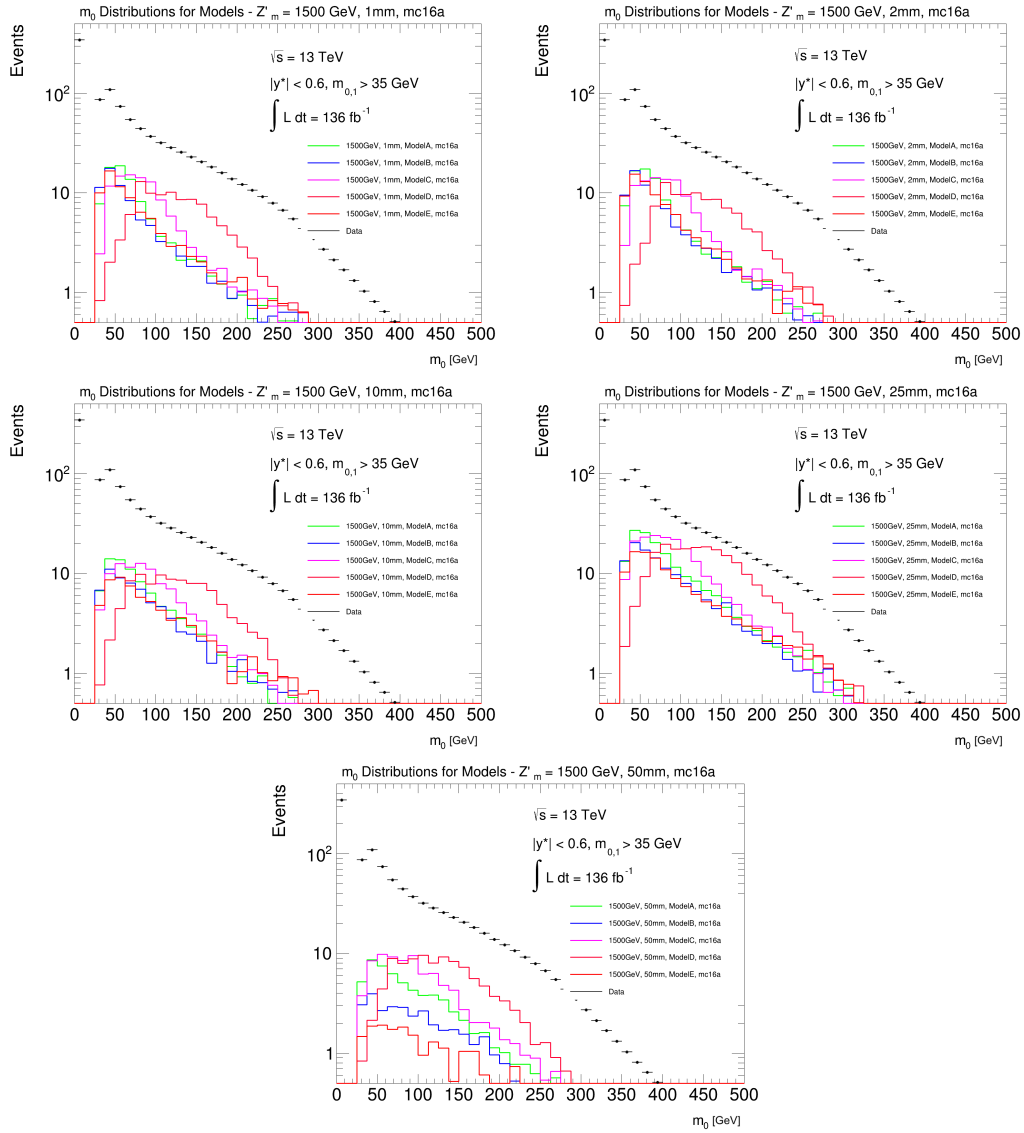 m₀ Distributions for Models - Z'ₘ = 1500 GeV, 1mm, mc16a
Events
√s = 13 TeV
|y*| < 0.6, m₀,₁ > 35 GeV
∫ L dt = 136 fb⁻¹
1500GeV, 1mm, ModelA, mc16a
1500GeV, 1mm, ModelB, mc16a
1500GeV, 1mm, ModelC, mc16a
1500GeV, 1mm, ModelD, mc16a
1500GeV, 1mm, ModelE, mc16a
Data
10²
10
1
0 50 100 150 200 250 300 350 400 450 500
m₀ [GeV]
m₀ Distributions for Models - Z'ₘ = 1500 GeV, 2mm, mc16a
Events
√s = 13 TeV
|y*| < 0.6, m₀,₁ > 35 GeV
∫ L dt = 136 fb⁻¹
1500GeV, 2mm, ModelA, mc16a
1500GeV, 2mm, ModelB, mc16a
1500GeV, 2mm, ModelC, mc16a
1500GeV, 2mm, ModelD, mc16a
1500GeV, 2mm, ModelE, mc16a
Data
10²
10
1
0 50 100 150 200 250 300 350 400 450 500
m₀ [GeV]
m₀ Distributions for Models - Z'ₘ = 1500 GeV, 10mm, mc16a
Events
√s = 13 TeV
|y*| < 0.6, m₀,₁ > 35 GeV
∫ L dt = 136 fb⁻¹
1500GeV, 10mm, ModelA, mc16a
1500GeV, 10mm, ModelB, mc16a
1500GeV, 10mm, ModelC, mc16a
1500GeV, 10mm, ModelD, mc16a
1500GeV, 10mm, ModelE, mc16a
Data
10²
10
1
0 50 100 150 200 250 300 350 400 450 500
m₀ [GeV]
m₀ Distributions for Models - Z'ₘ = 1500 GeV, 25mm, mc16a
Events
√s = 13 TeV
|y*| < 0.6, m₀,₁ > 35 GeV
∫ L dt = 136 fb⁻¹
1500GeV, 25mm, ModelA, mc16a
1500GeV, 25mm, ModelB, mc16a
1500GeV, 25mm, ModelC, mc16a
1500GeV, 25mm, ModelD, mc16a
1500GeV, 25mm, ModelE, mc16a
Data
10²
10
1
0 50 100 150 200 250 300 350 400 450 500
m₀ [GeV]
m₀ Distributions for Models - Z'ₘ = 1500 GeV, 50mm, mc16a
Events
√s = 13 TeV
|y*| < 0.6, m₀,₁ > 35 GeV
∫ L dt = 136 fb⁻¹
1500GeV, 50mm, ModelA, mc16a
1500GeV, 50mm, ModelB, mc16a
1500GeV, 50mm, ModelC, mc16a
1500GeV, 50mm, ModelD, mc16a
1500GeV, 50mm, ModelE, mc16a
Data
10²
10
1
0 50 100 150 200 250 300 350 400 450 500
m₀ [GeV]